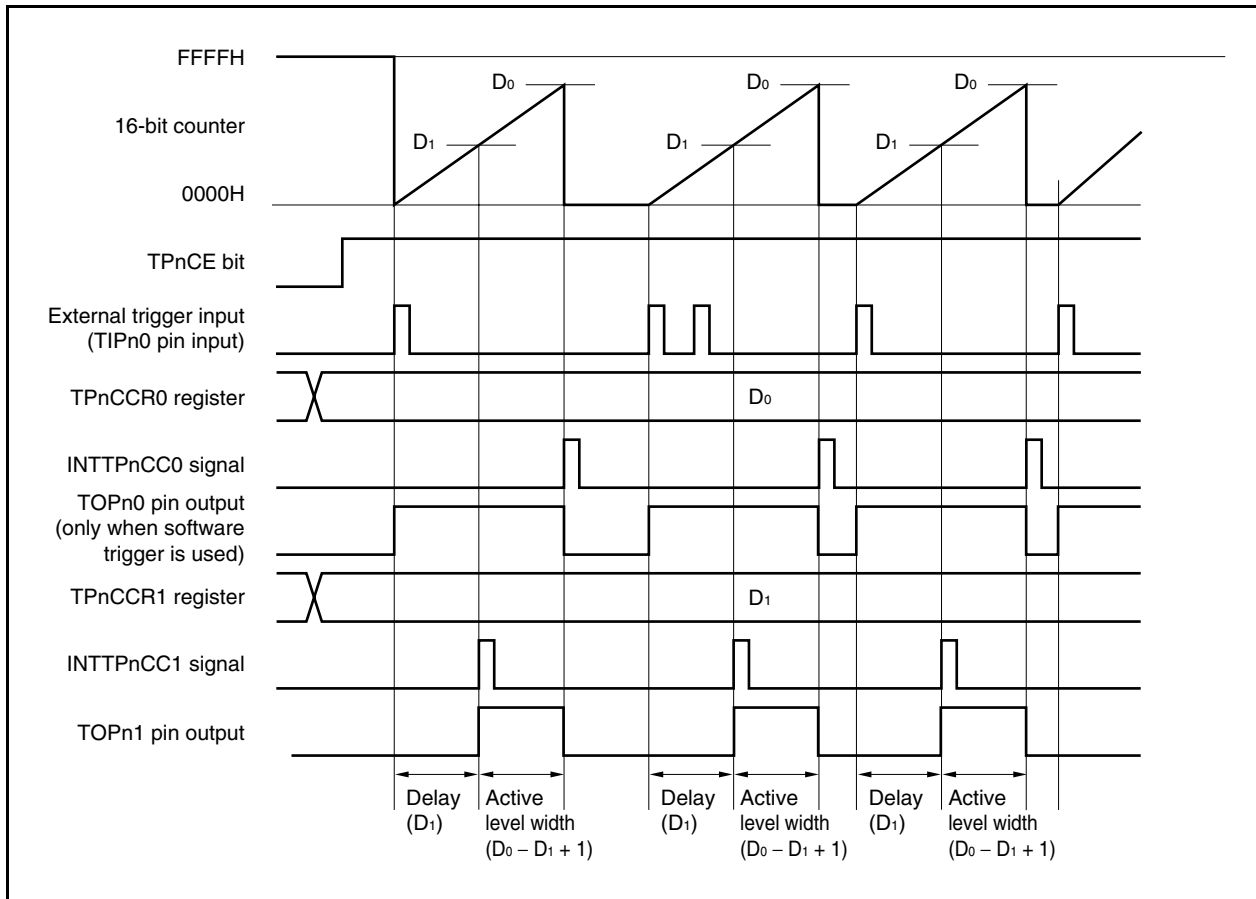 FFFFH
D0 D0 D0
16-bit counter
D1 D1 D1
0000H
TPnCE bit
External trigger input
(TIPn0 pin input)
TPnCCR0 register
D0
INTTPnCC0 signal
TOPn0 pin output
(only when software
trigger is used)
TPnCCR1 register
D1
INTTPnCC1 signal
TOPn1 pin output
Delay
(D1)
Active
level width
(D0 – D1 + 1)
Delay
(D1)
Active
level width
(D0 – D1 + 1)
Delay
(D1)
Active
level width
(D0 – D1 + 1)